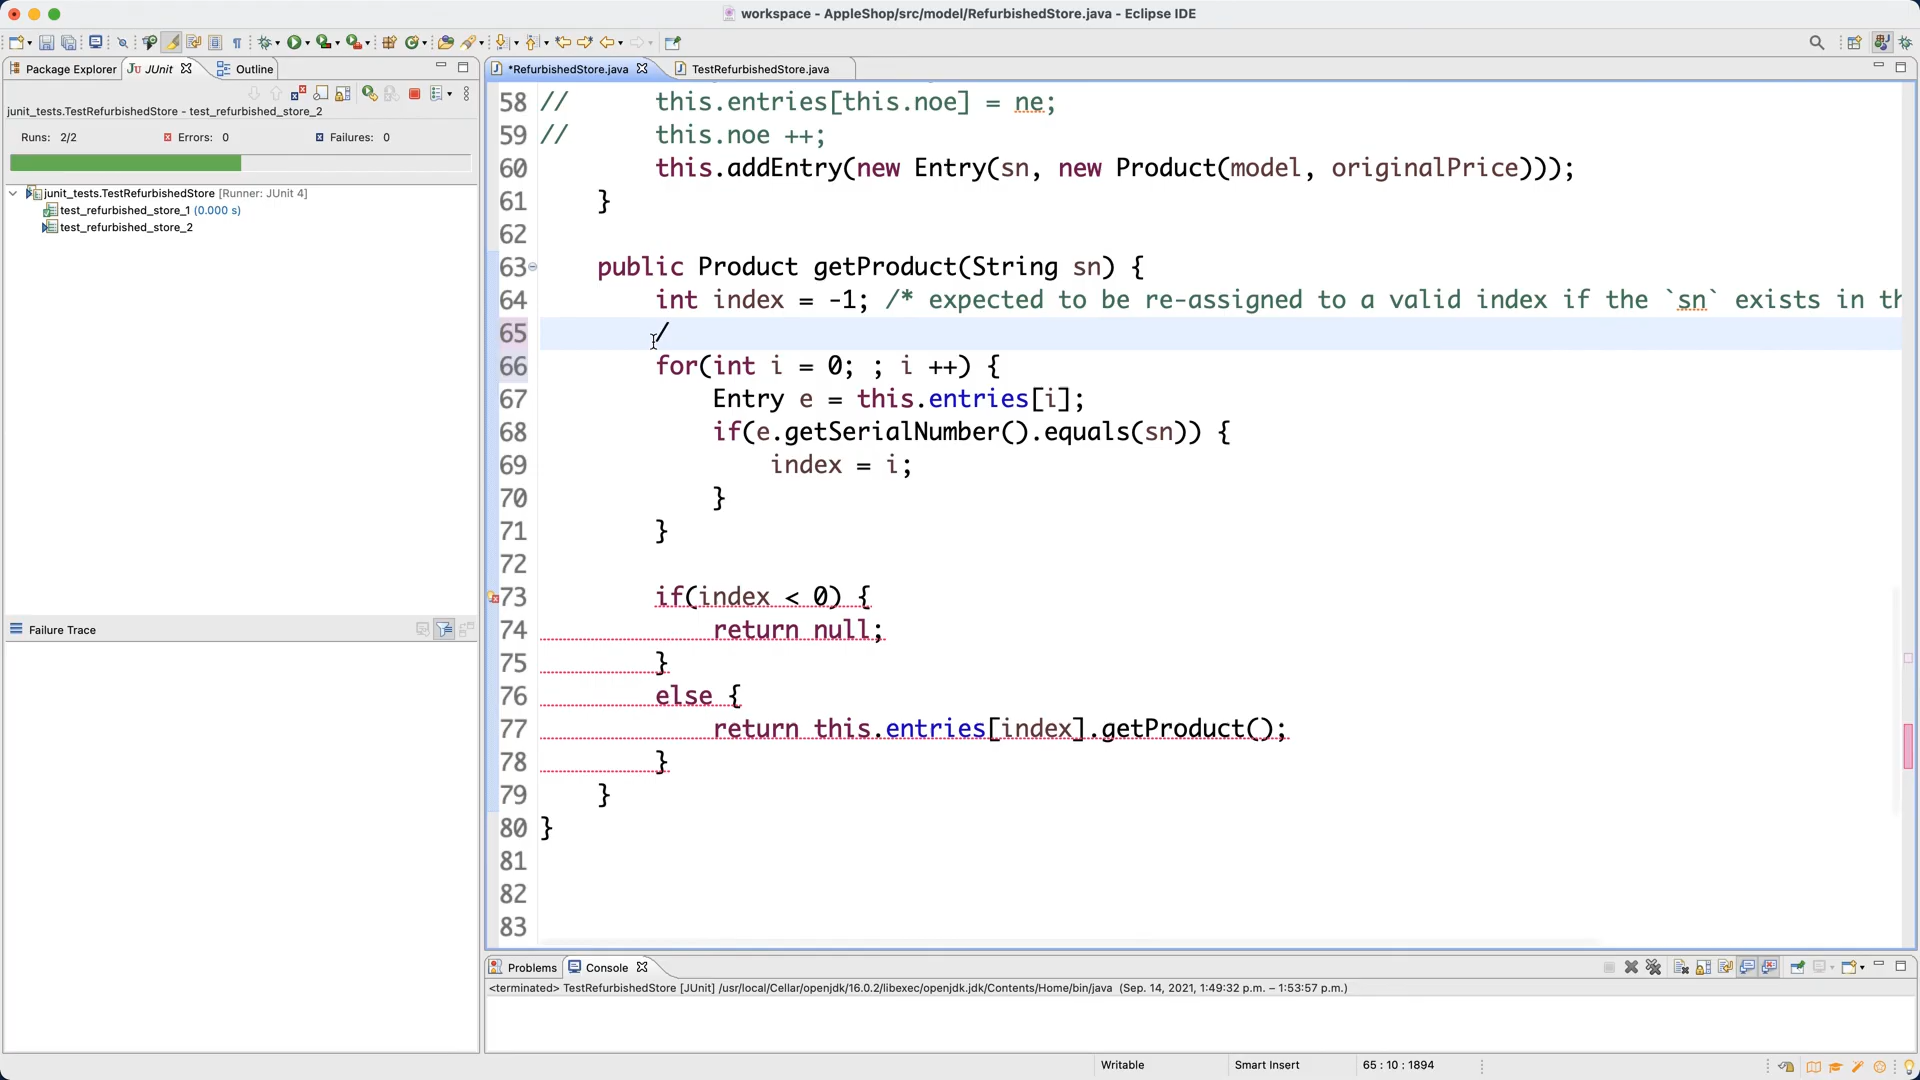 workspace - AppleShop/src/model/RefurbishedStore.java - Eclipse IDE
Package Explorer
JU JUnit
Outline
*RefurbishedStore.java
TestRefurbishedStore.java
junit_tests.TestRefurbishedStore - test_refurbished_store_2
Runs: 2/2
Errors: 0
Failures: 0
junit_tests.TestRefurbishedStore [Runner: JUnit 4]
test_refurbished_store_1 (0.000 s)
test_refurbished_store_2
Failure Trace
58 // this.entries[this.noe] = ne;
59 // this.noe ++;
60 this.addEntry(new Entry(sn, new Product(model, originalPrice)));
61 }
62
63 public Product getProduct(String sn) {
64 int index = -1; /* expected to be re-assigned to a valid index if the `sn` exists in th
65 /
66 for(int i = 0; ; i ++) {
67 Entry e = this.entries[i];
68 if(e.getSerialNumber().equals(sn)) {
69 index = i;
70 }
71 }
72
73 if(index < 0) {
74 return null;
75 }
76 else {
77 return this.entries[index].getProduct();
78 }
79 }
80 }
81
82
83
Problems
Console
<terminated> TestRefurbishedStore [JUnit] /usr/local/Cellar/openjdk/16.0.2/libexec/openjdk.jdk/Contents/Home/bin/java (Sep. 14, 2021, 1:49:32 p.m. – 1:53:57 p.m.)
Writable
Smart Insert
65 : 10 : 1894